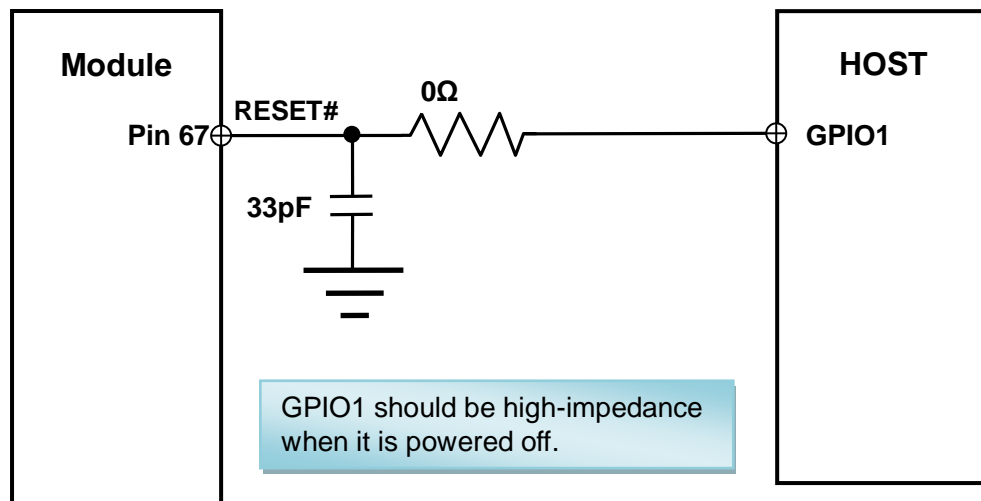 Module
HOST
0Ω
RESET#
Pin 67
GPIO1
33pF
GPIO1 should be high-impedance
when it is powered off.